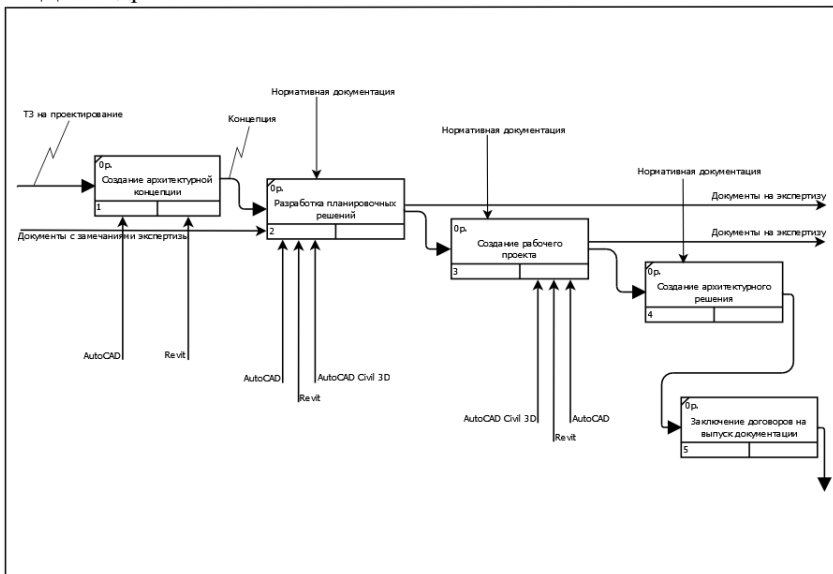 Нормативная документация
ТЗ на проектирование
Концепция
Нормативная документация
0р.
Создание архитектурной
концепции
1
Нормативная документация
0р.
Разработка планировочных
решений
2
Документы на экспертизу
Документы с замечаниями экспертизы
0р.
Создание рабочего
проекта
3
Документы на экспертизу
0р.
Создание архитектурного
решения
4
AutoCAD
Revit
AutoCAD
Revit
AutoCAD Civil 3D
AutoCAD Civil 3D
Revit
AutoCAD
0р.
Заключение договоров на
выпуск документации
5